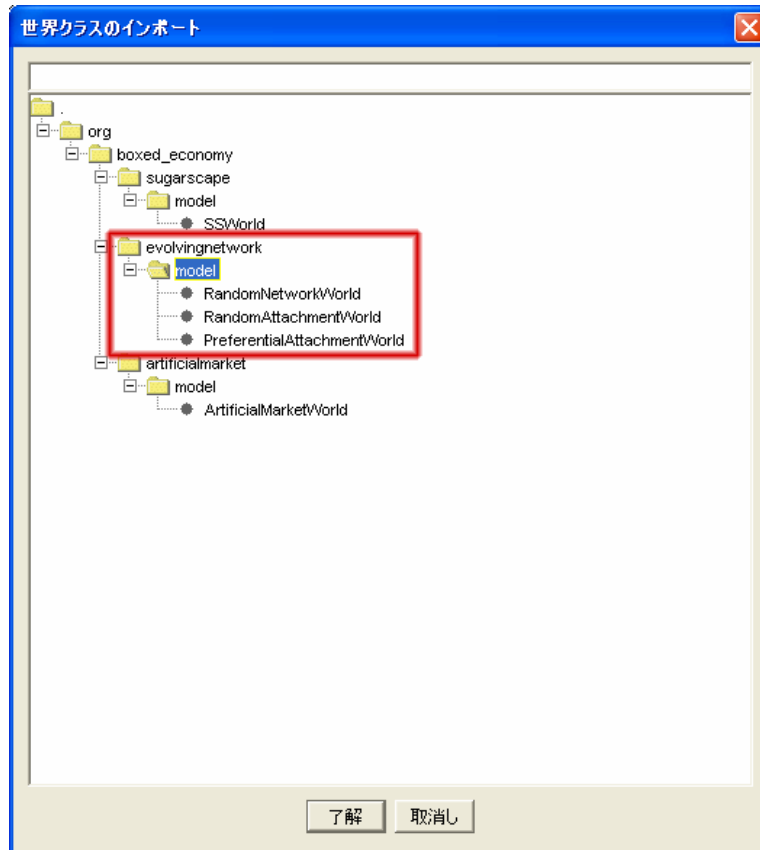 世界クラスのインポート
.
org
boxed_economy
sugarscape
model
SSWorld
evolvingnetwork
model
RandomNetworkWorld
RandomAttachmentWorld
PreferentialAttachmentWorld
artificialmarket
model
ArtificialMarketWorld
了解 取消し